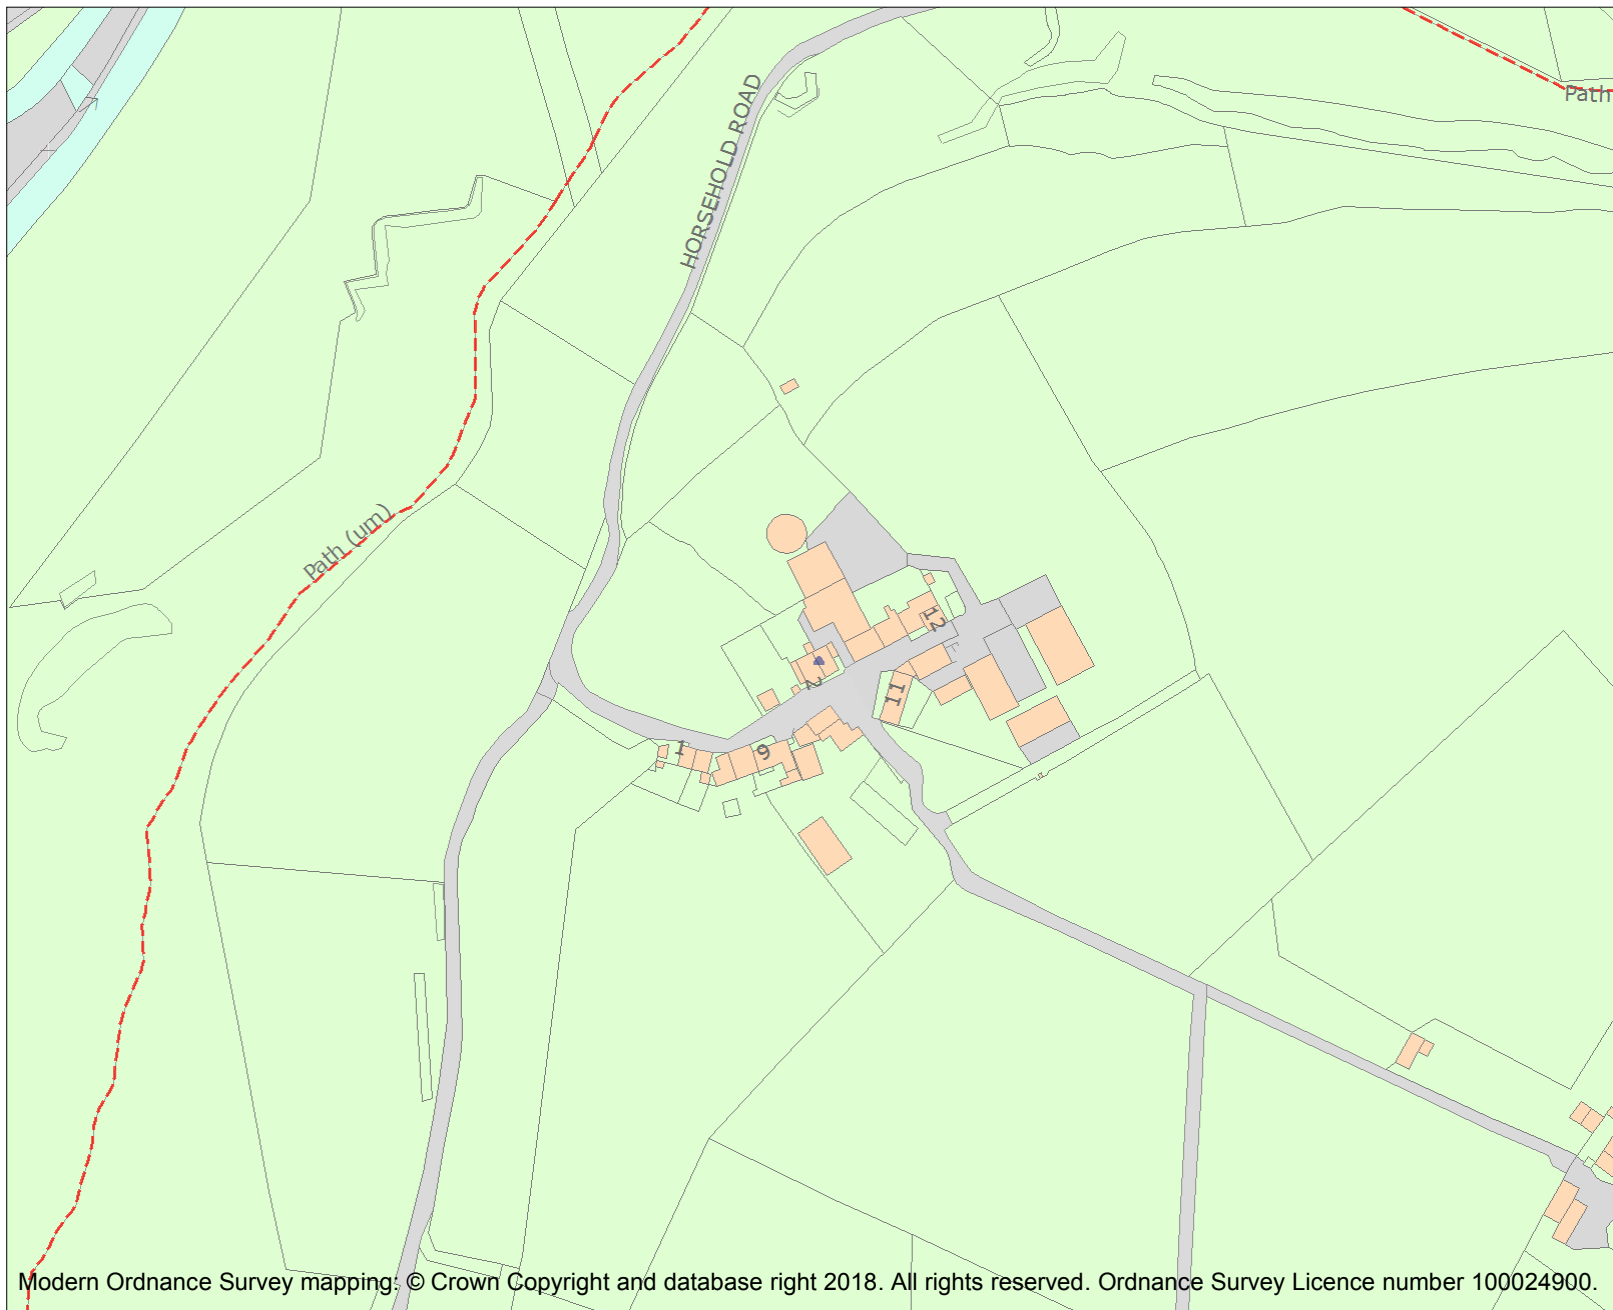 Path
HORSEHOLD ROAD
Path (um)
12
2
11
1
9
Modern Ordnance Survey mapping: © Crown Copyright and database right 2018. All rights reserved. Ordnance Survey Licence number 100024900.